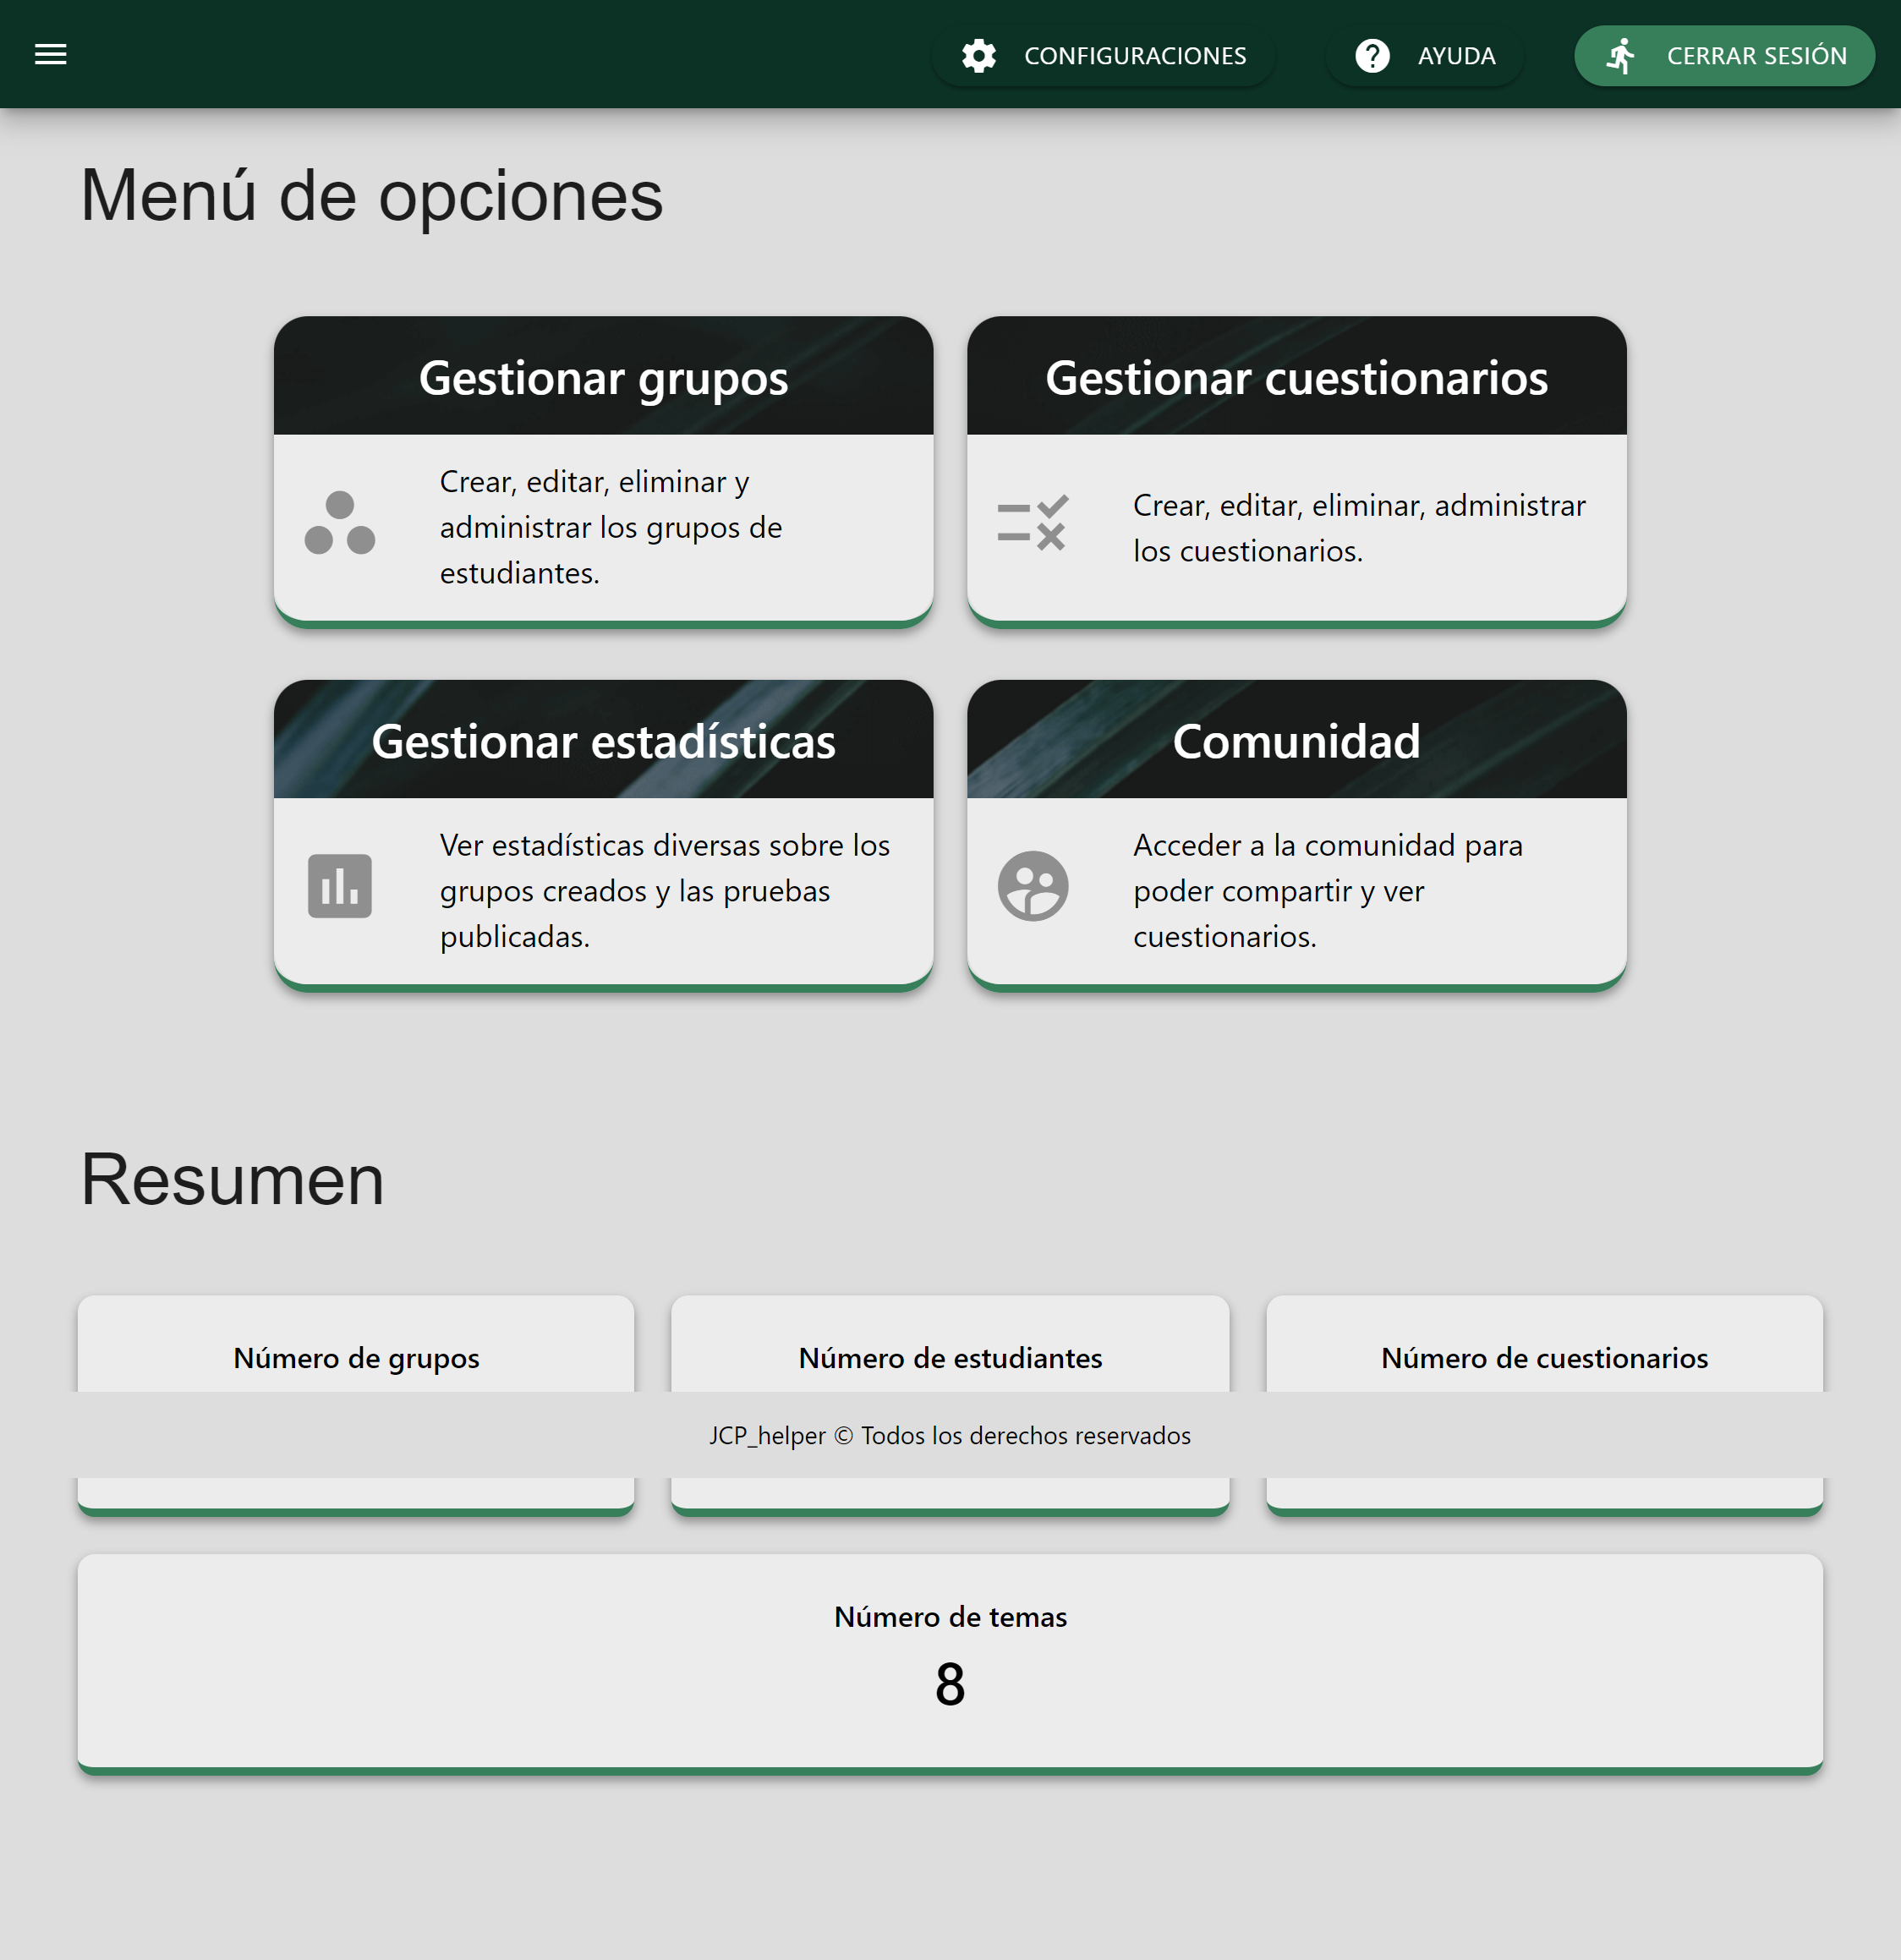 CONFIGURACIONES
AYUDA
CERRAR SESIÓN
Menú de opciones
Gestionar grupos
Crear, editar, eliminar y
administrar los grupos de
estudiantes.
Gestionar cuestionarios
Crear, editar, eliminar, administrar
los cuestionarios.
Gestionar estadísticas
Ver estadísticas diversas sobre los
grupos creados y las pruebas
publicadas.
Comunidad
Acceder a la comunidad para
poder compartir y ver
cuestionarios.
Resumen
Número de grupos
Número de estudiantes
Número de cuestionarios
JCP_helper © Todos los derechos reservados
Número de temas
8